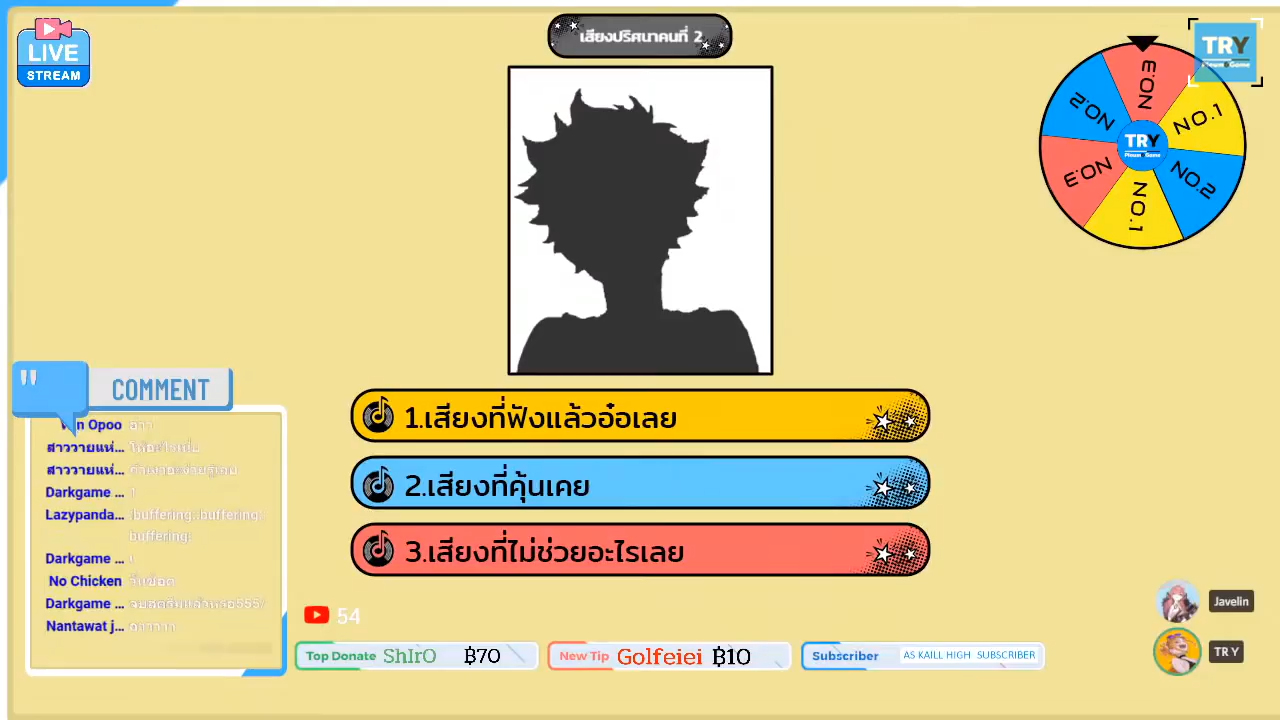 LIVE
STREAM
เสียงปริศนาคนที่ 2
TRY
NO.3
NO.1
NO.2
NO.1
NO.3
NO.2
TRY
1.เสียงที่ฟังแล้วอ๋อเลย
2.เสียงที่คุ้นเคย
3.เสียงที่ไม่ช่วยอะไรเลย
COMMENT
Opoo
สาววายแห่...
สาววายแห่...
Darkgame ... 1
Lazypanda... :buffering::buffering:
buffering:
Darkgame ...
No Chicken
Darkgame ...
Nantawat j...
54
Top Donate ShIrO ฿70
New Tip Golfeiei ฿10
Subscriber AS KAILL HIGH SUBSCRIBER
Javelin
TRY